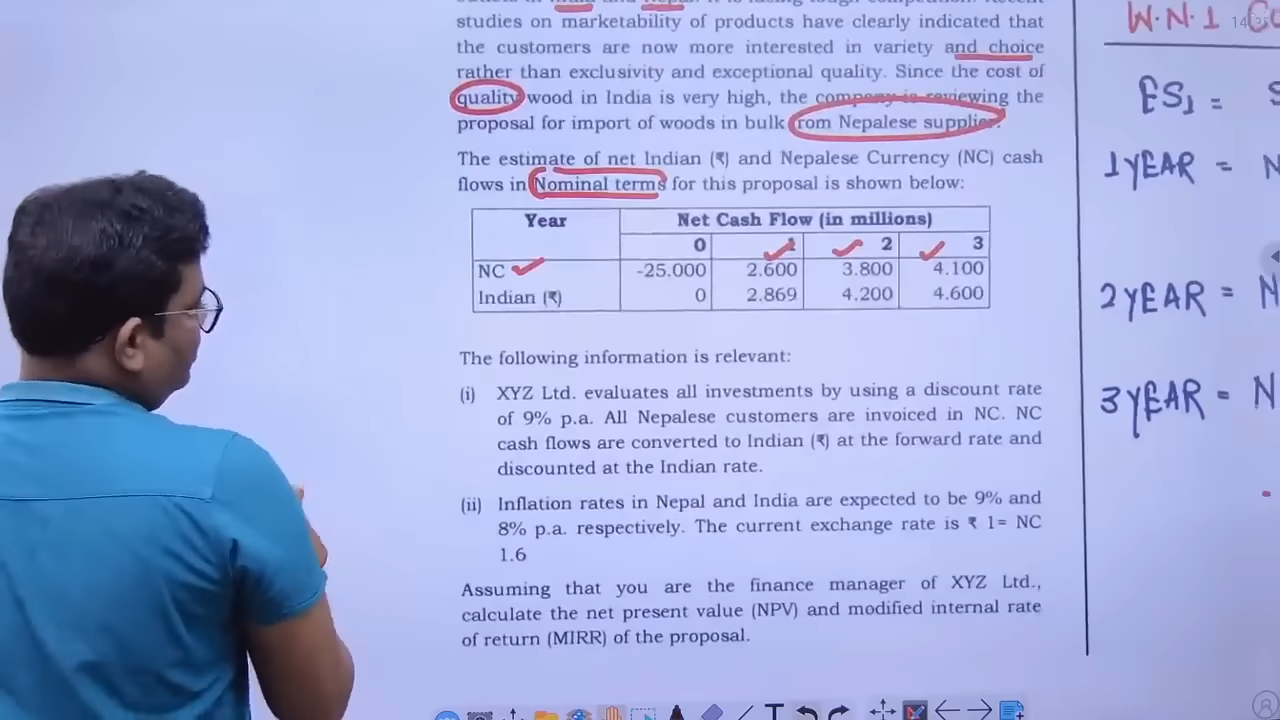 studies on marketability of products have clearly indicated that
the customers are now more interested in variety and choice
rather than exclusivity and exceptional quality. Since the cost of
quality wood in India is very high, the company is reviewing the
proposal for import of woods in bulk from Nepalese supplier.
The estimate of net Indian (₹) and Nepalese Currency (NC) cash
flows in Nominal terms for this proposal is shown below:
Year Net Cash Flow (in millions)
0 1 2 3
NC -25.000 2.600 3.800 4.100
Indian (₹) 0 2.869 4.200 4.600
The following information is relevant:
(i) XYZ Ltd. evaluates all investments by using a discount rate
of 9% p.a. All Nepalese customers are invoiced in NC. NC
cash flows are converted to Indian (₹) at the forward rate and
discounted at the Indian rate.
(ii) Inflation rates in Nepal and India are expected to be 9% and
8% p.a. respectively. The current exchange rate is ₹ 1= NC
1.6
Assuming that you are the finance manager of XYZ Ltd.,
calculate the net present value (NPV) and modified internal rate
of return (MIRR) of the proposal.
W.N.1
ES1 =
1 YEAR = N
2 YEAR = N
3 YEAR = N